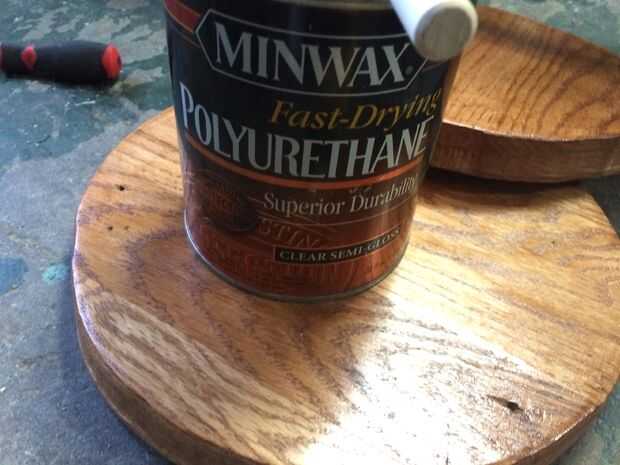 MINWAX®
Fast-Drying
POLYURETHANE
Superior Durability
CLEAR SEMI-GLOSS